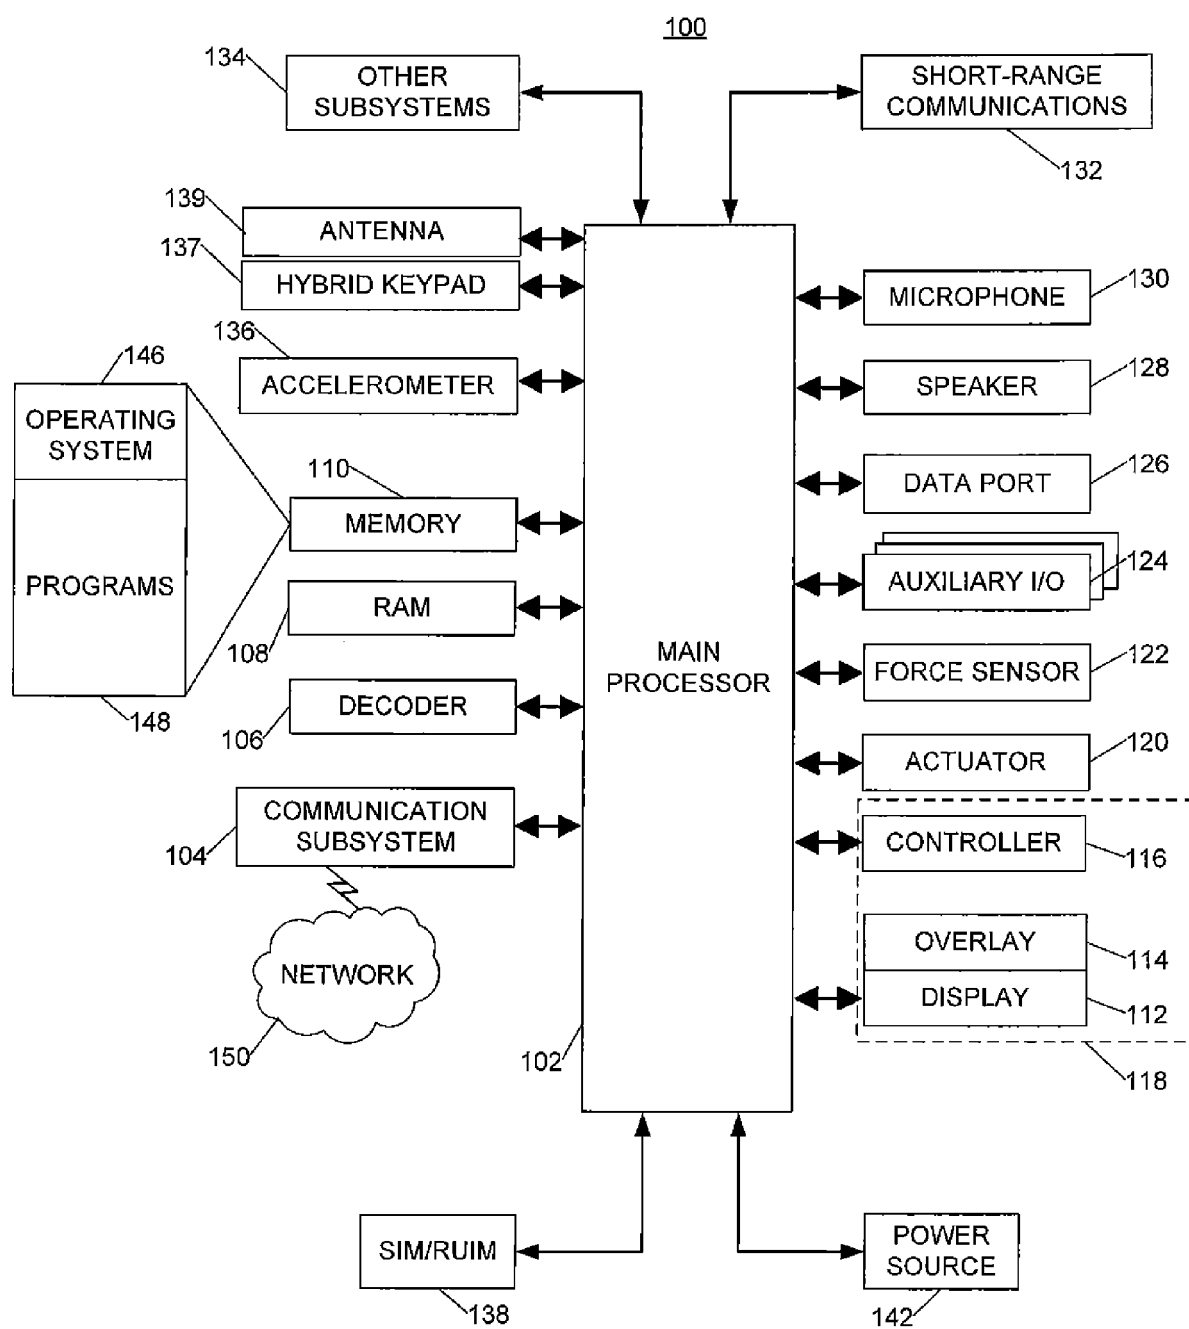 100
134
OTHER
SUBSYSTEMS
SHORT-RANGE
COMMUNICATIONS
132
139
ANTENNA
137
HYBRID KEYPAD
136
ACCELEROMETER
146
OPERATING
SYSTEM
PROGRAMS
148
110
MEMORY
RAM
108
DECODER
106
COMMUNICATION
SUBSYSTEM
104
NETWORK
150
MAIN
PROCESSOR
102
MICROPHONE
130
SPEAKER
128
DATA PORT
126
AUXILIARY I/O
124
FORCE SENSOR
122
ACTUATOR
120
CONTROLLER
116
OVERLAY
114
DISPLAY
112
118
SIM/RUIM
138
POWER
SOURCE
142